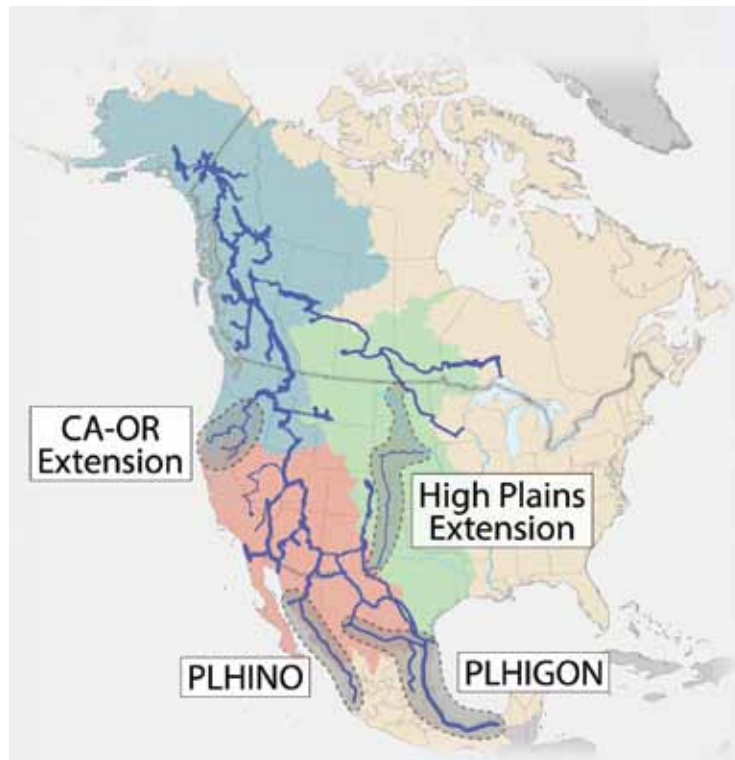 CA-OR
Extension
High Plains
Extension
PLHINO
PLHIGON